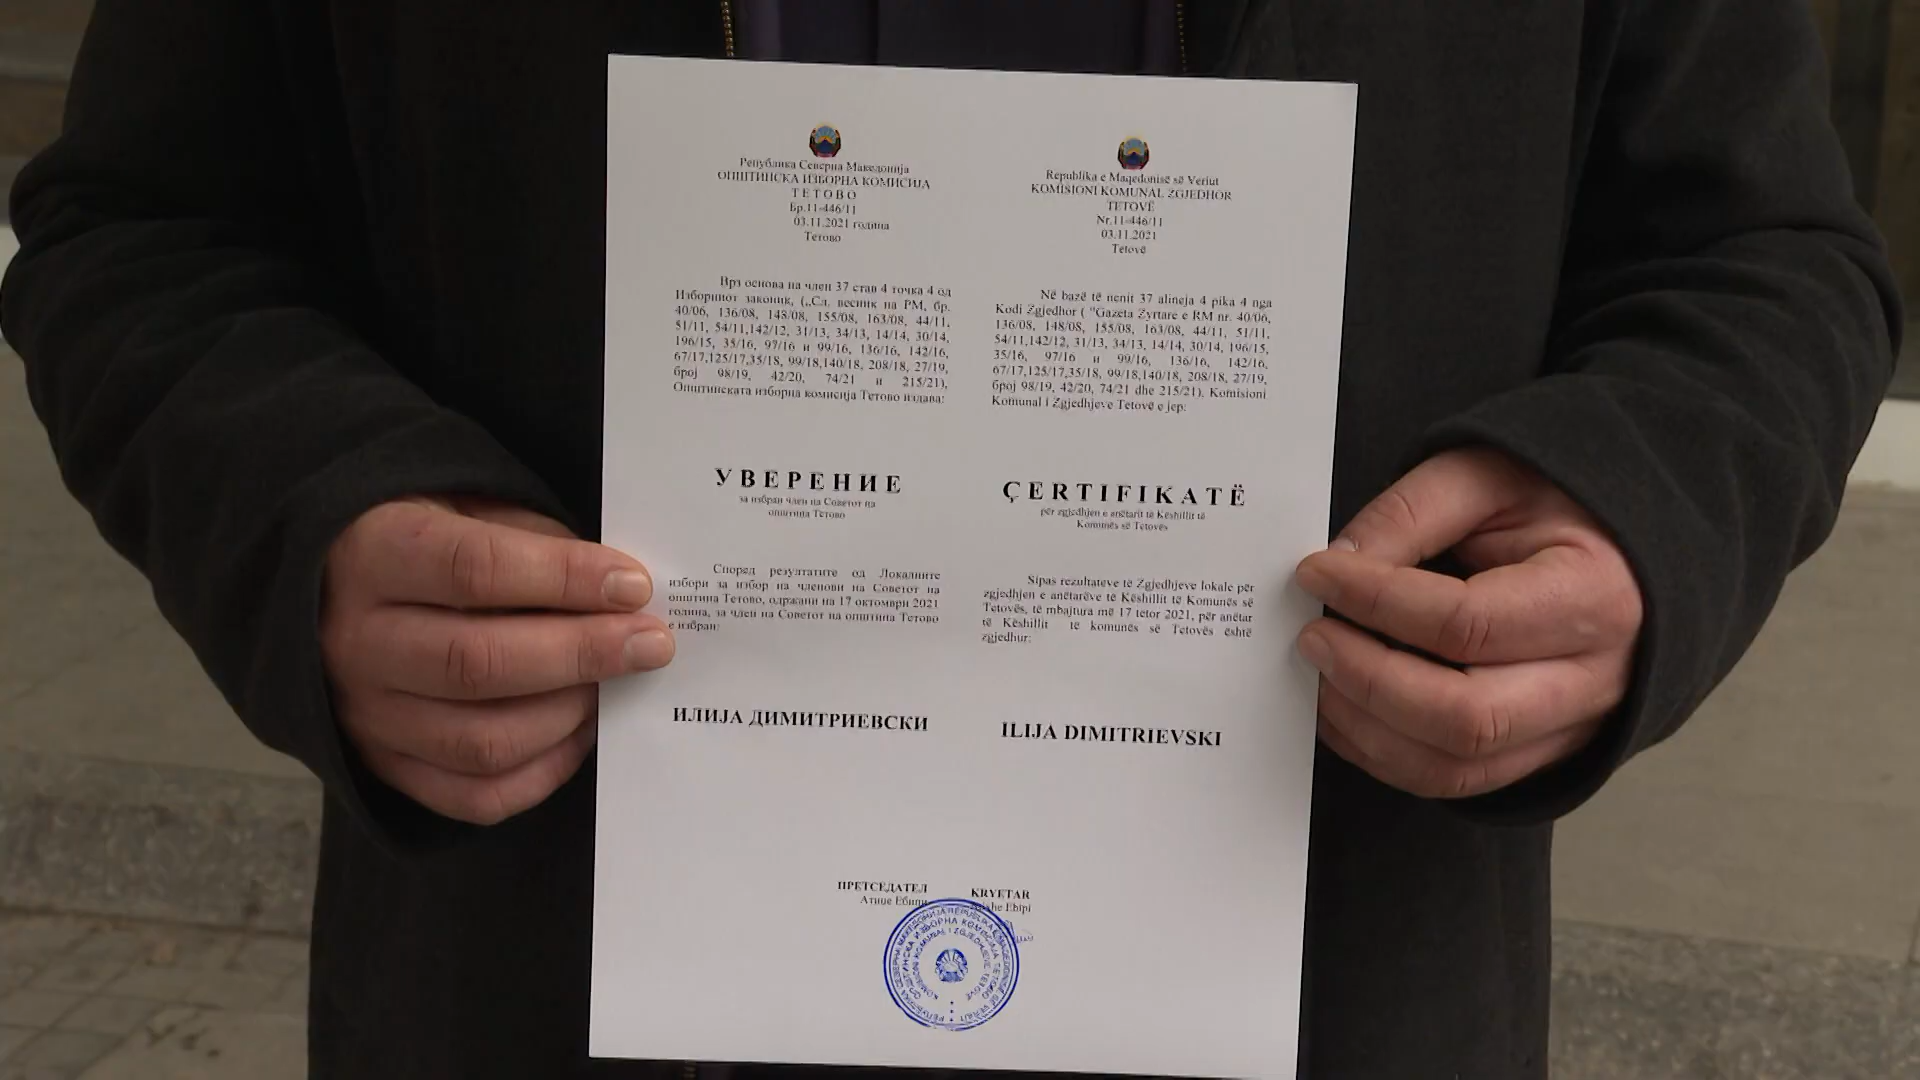 Република Северна Македонија
ОПШТИНСКА ИЗБОРНА КОМИСИЈА
Т Е Т О В О
Бр.11-446/11
03.11.2021 година
Тетово
Врз основа на член 37 став 4 точка 4 од
Изборниот законик, („Сл. весник на РМ, бр.
40/06, 136/08, 148/08, 155/08, 163/08, 44/11,
51/11, 54/11,142/12, 31/13, 34/13, 14/14, 30/14,
196/15, 35/16, 97/16 и 99/16, 136/16, 142/16,
67/17,125/17,35/18, 99/18,140/18, 208/18, 27/19,
број 98/19, 42/20, 74/21 и 215/21),
Општинската изборна комисија Тетово издава:
У В Е Р Е Н И Е
за избран член на Советот на
општина Тетово
Според резултатите од Локалните
избори за избор на членови на Советот на
општина Тетово, одржани на 17 октомври 2021
година, за член на Советот на општина Тетово
е избран:
ИЛИЈА ДИМИТРИЕВСКИ
Republika e Maqedonisë së Veriut
KOMISIONI KOMUNAL ZGJEDHOR
TETOVË
Nr.11-446/11
03.11.2021
Tetovë
Në bazë të nenit 37 alineja 4 pika 4 nga
Kodi Zgjedhor ( "Gazeta Zyrtare e RM nr. 40/06,
136/08, 148/08, 155/08, 163/08, 44/11, 51/11,
54/11,142/12, 31/13, 34/13, 14/14, 30/14, 196/15,
35/16, 97/16 и 99/16, 136/16, 142/16,
67/17,125/17,35/18, 99/18,140/18, 208/18, 27/19,
број 98/19, 42/20, 74/21 dhe 215/21), Komisioni
Komunal i Zgjedhjeve Tetovë e jep:
Ç E R T I F I K A T Ë
për zgjedhjen e anëtarit të Këshillit të
Komunës së Tetovës
Sipas rezultateve të Zgjedhjeve lokale për
zgjedhjen e anëtarëve të Këshillit të Komunës së
Tetovës, të mbajtura më 17 tetor 2021, për anëtar
të Këshillit të komunës së Tetovës është
zgjedhur:
ILIJA DIMITRIEVSKI
ПРЕТСЕДАТЕЛ
KRYETAR
Ebipi